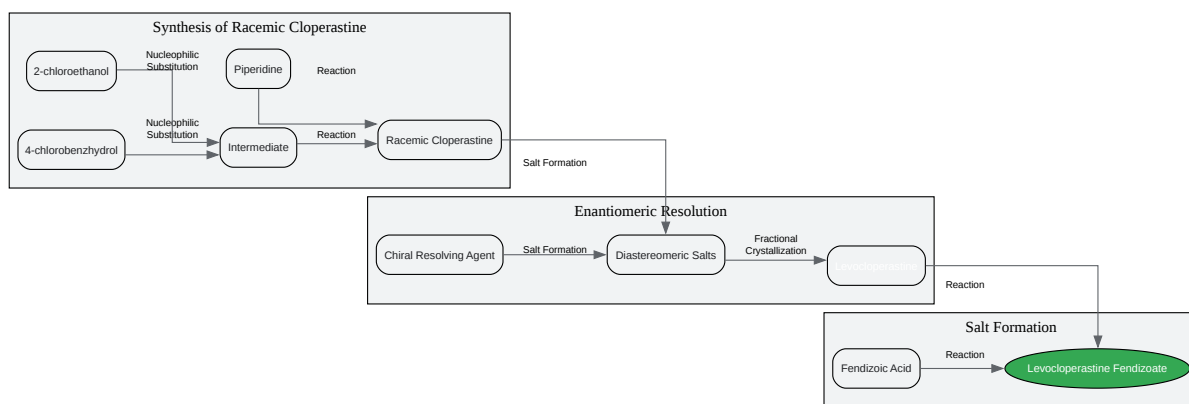 Synthesis of Racemic Cloperastine
2-chloroethanol
Nucleophilic
Substitution
Piperidine
Reaction
4-chlorobenzhydrol
Nucleophilic
Substitution
Intermediate
Reaction
Racemic Cloperastine
Salt Formation
Enantiomeric Resolution
Chiral Resolving Agent
Salt Formation
Diastereomeric Salts
Fractional
Crystallization
Levocloperastine
Reaction
Salt Formation
Fendizoic Acid
Reaction
Levocloperastine Fendizoate